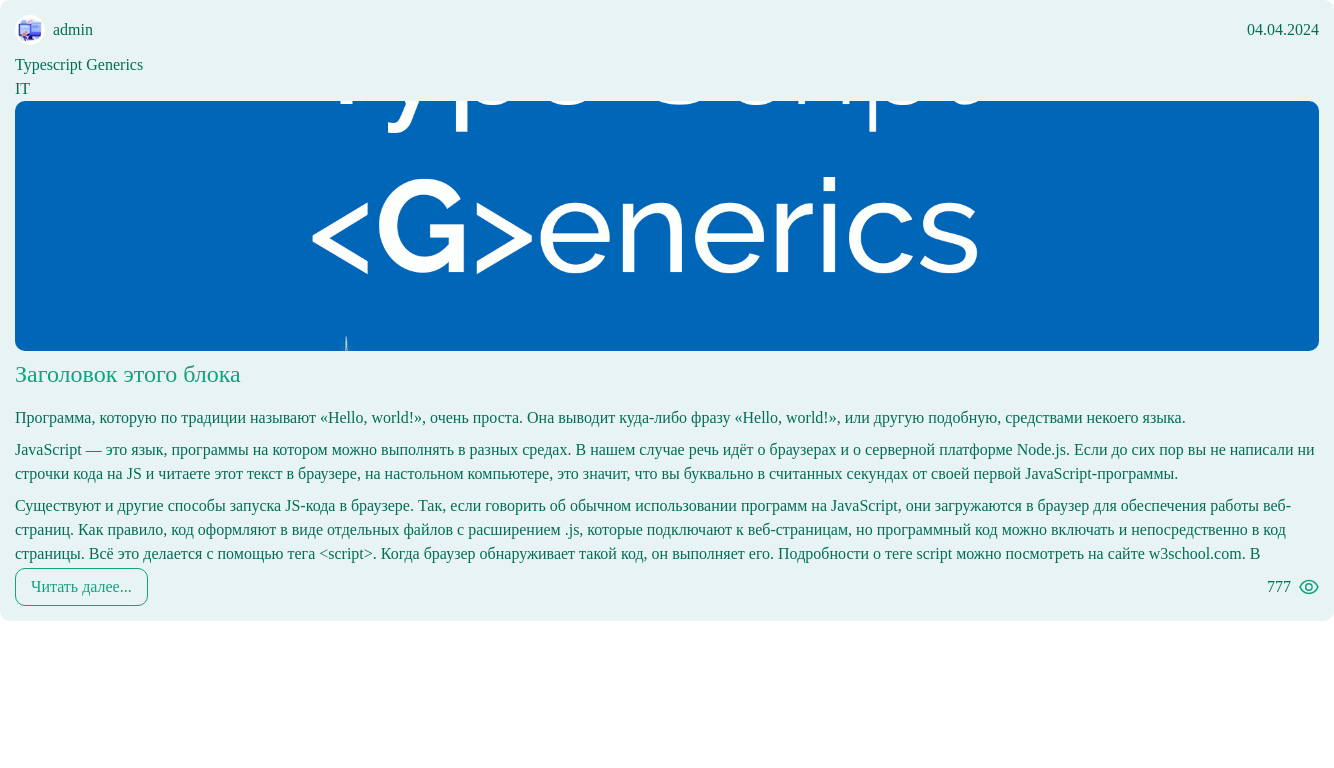 admin
04.04.2024
Typescript Generics
IT
Type Script
<G>enerics
Заголовок этого блока
Программа, которую по традиции называют «Hello, world!», очень проста. Она выводит куда-либо фразу «Hello, world!», или другую подобную, средствами некоего языка.
JavaScript — это язык, программы на котором можно выполнять в разных средах. В нашем случае речь идёт о браузерах и о серверной платформе Node.js. Если до сих пор вы не написали ни
строчки кода на JS и читаете этот текст в браузере, на настольном компьютере, это значит, что вы буквально в считанных секундах от своей первой JavaScript-программы.
Существуют и другие способы запуска JS-кода в браузере. Так, если говорить об обычном использовании программ на JavaScript, они загружаются в браузер для обеспечения работы веб-
страниц. Как правило, код оформляют в виде отдельных файлов с расширением .js, которые подключают к веб-страницам, но программный код можно включать и непосредственно в код
страницы. Всё это делается с помощью тега <script>. Когда браузер обнаруживает такой код, он выполняет его. Подробности о теге script можно посмотреть на сайте w3school.com. В
Читать далее...
777